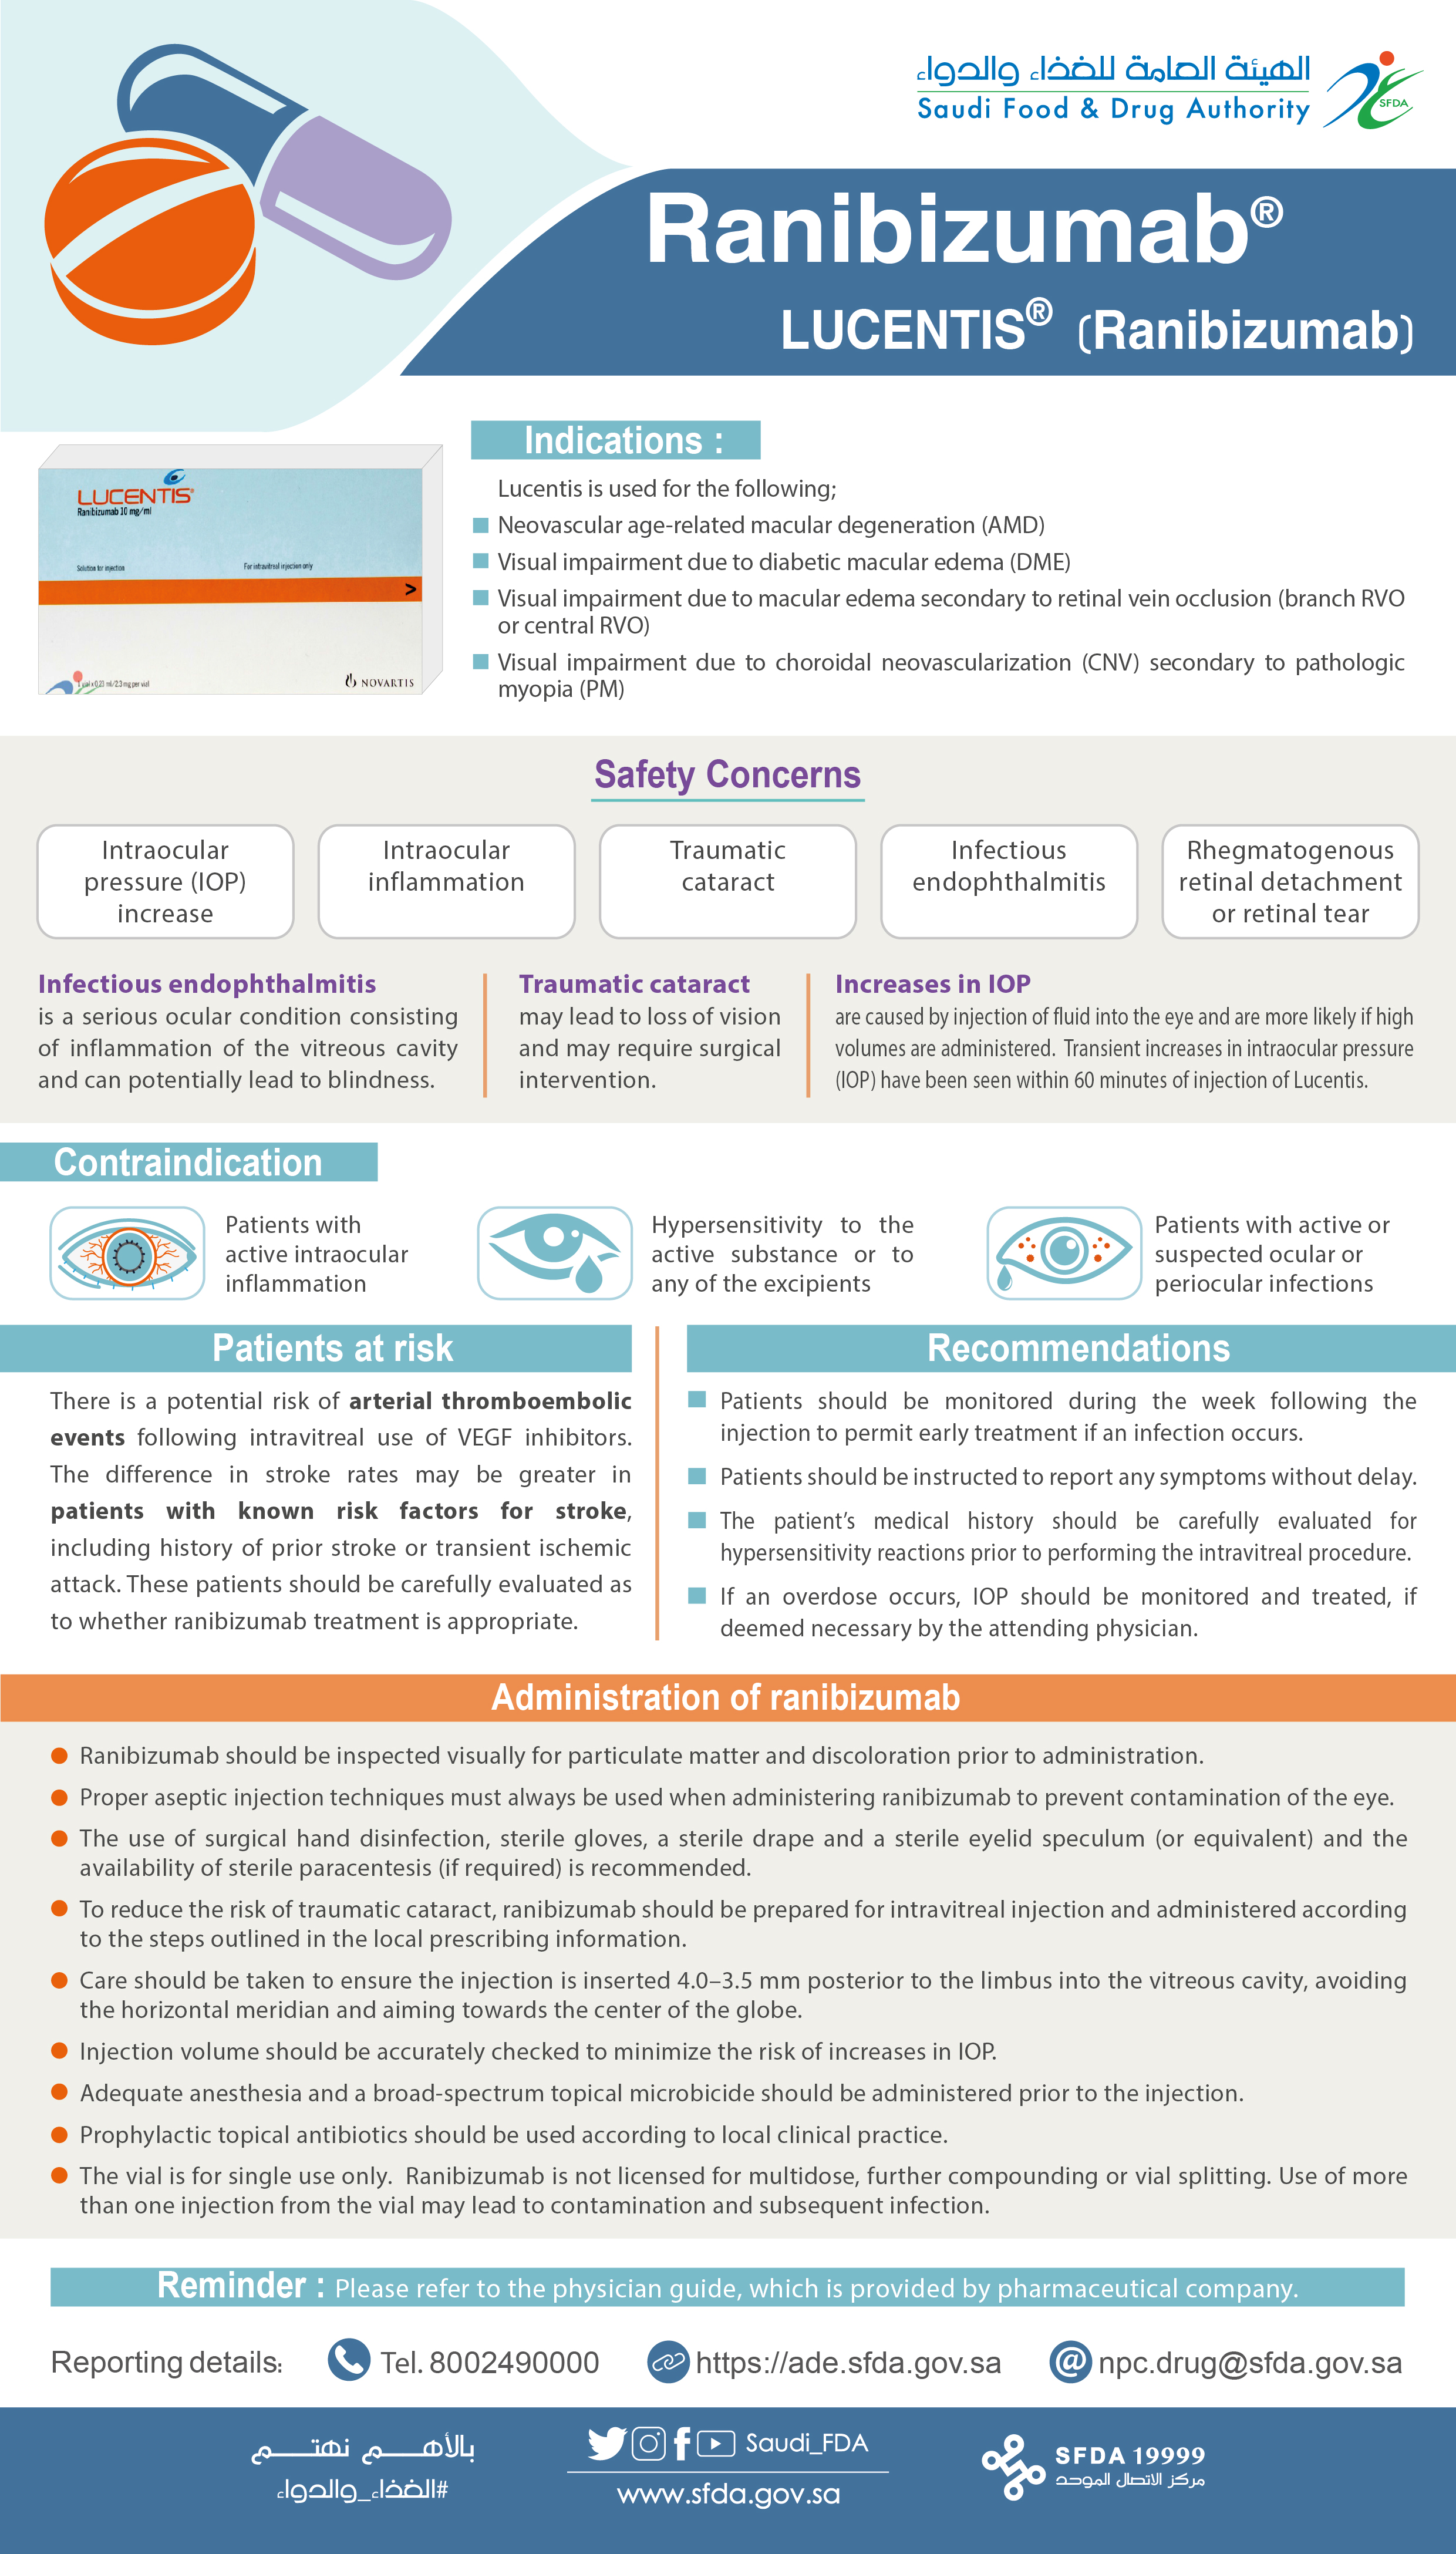 الهيئة العامة للغذاء والدواء
Saudi Food & Drug Authority
SFDA
Ranibizumab®
LUCENTIS® (Ranibizumab)
LUCENTIS®
Ranibizumab 10 mg/ml
Solution for injection
For intravitreal injection only
>
1 vial x 0,23 ml/2.3 mg per vial
NOVARTIS
Indications :
Lucentis is used for the following;
Neovascular age-related macular degeneration (AMD)
Visual impairment due to diabetic macular edema (DME)
Visual impairment due to macular edema secondary to retinal vein occlusion (branch RVO
or central RVO)
Visual impairment due to choroidal neovascularization (CNV) secondary to pathologic
myopia (PM)
Safety Concerns
Intraocular
pressure (IOP)
increase
Intraocular
inflammation
Traumatic
cataract
Infectious
endophthalmitis
Rhegmatogenous
retinal detachment
or retinal tear
Infectious endophthalmitis
is a serious ocular condition consisting
of inflammation of the vitreous cavity
and can potentially lead to blindness.
Traumatic cataract
may lead to loss of vision
and may require surgical
intervention.
Increases in IOP
are caused by injection of fluid into the eye and are more likely if high
volumes are administered. Transient increases in intraocular pressure
(IOP) have been seen within 60 minutes of injection of Lucentis.
Contraindication
Patients with
active intraocular
inflammation
Hypersensitivity to the
active substance or to
any of the excipients
Patients with active or
suspected ocular or
periocular infections
Patients at risk
There is a potential risk of arterial thromboembolic
events following intravitreal use of VEGF inhibitors.
The difference in stroke rates may be greater in
patients with known risk factors for stroke,
including history of prior stroke or transient ischemic
attack. These patients should be carefully evaluated as
to whether ranibizumab treatment is appropriate.
Recommendations
Patients should be monitored during the week following the
injection to permit early treatment if an infection occurs.
Patients should be instructed to report any symptoms without delay.
The patient’s medical history should be carefully evaluated for
hypersensitivity reactions prior to performing the intravitreal procedure.
If an overdose occurs, IOP should be monitored and treated, if
deemed necessary by the attending physician.
Administration of ranibizumab
Ranibizumab should be inspected visually for particulate matter and discoloration prior to administration.
Proper aseptic injection techniques must always be used when administering ranibizumab to prevent contamination of the eye.
The use of surgical hand disinfection, sterile gloves, a sterile drape and a sterile eyelid speculum (or equivalent) and the
availability of sterile paracentesis (if required) is recommended.
To reduce the risk of traumatic cataract, ranibizumab should be prepared for intravitreal injection and administered according
to the steps outlined in the local prescribing information.
Care should be taken to ensure the injection is inserted 4.0–3.5 mm posterior to the limbus into the vitreous cavity, avoiding
the horizontal meridian and aiming towards the center of the globe.
Injection volume should be accurately checked to minimize the risk of increases in IOP.
Adequate anesthesia and a broad-spectrum topical microbicide should be administered prior to the injection.
Prophylactic topical antibiotics should be used according to local clinical practice.
The vial is for single use only. Ranibizumab is not licensed for multidose, further compounding or vial splitting. Use of more
than one injection from the vial may lead to contamination and subsequent infection.
Reminder : Please refer to the physician guide, which is provided by pharmaceutical company.
Reporting details:
Tel. 8002490000
https://ade.sfda.gov.sa
npc.drug@sfda.gov.sa
بالأهـــــم نهتـــــم
#الغذاء_والدواء
Saudi_FDA
www.sfda.gov.sa
SFDA 19999
مركز الاتصال الموحد